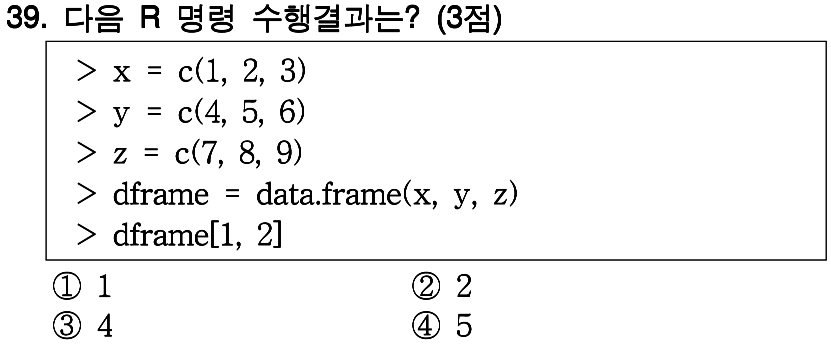 39. 다음 R 명령 수행결과는? (3점)
> x = c(1, 2, 3)
> y = c(4, 5, 6)
> z = c(7, 8, 9)
> dframe = data.frame(x, y, z)
> dframe[1, 2]
① 1 ② 2
③ 4 ④ 5